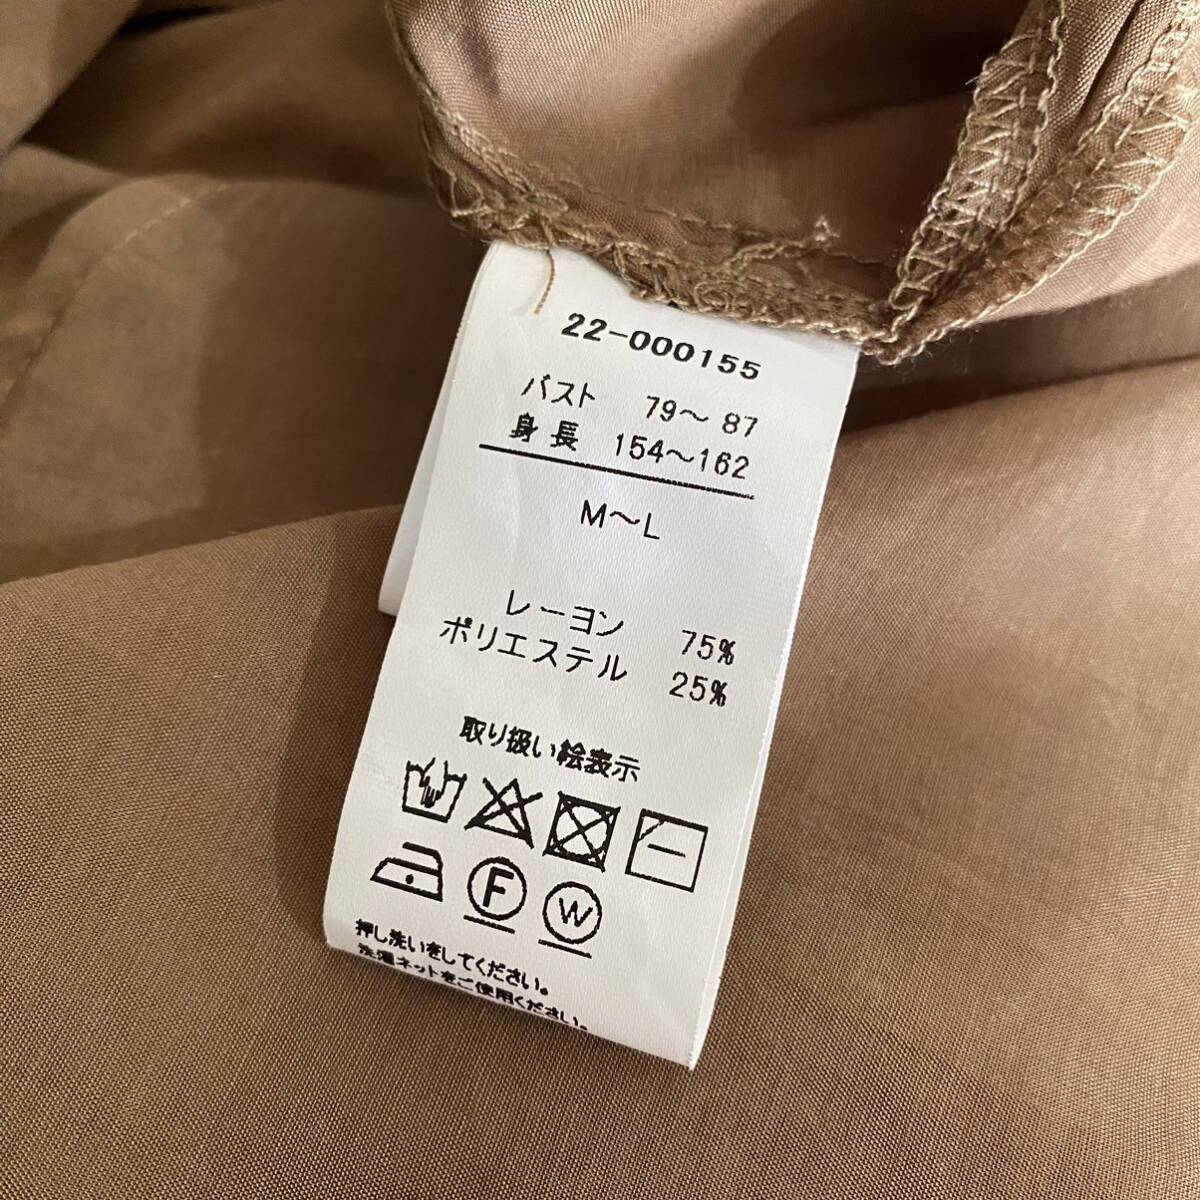 22-000155
バスト 79～87
身長 154～162
M～L
レーヨン 75%
ポリエステル 25%
取り扱い絵表示
F W
押し洗いをしてください。
洗濯ネットをご使用ください。